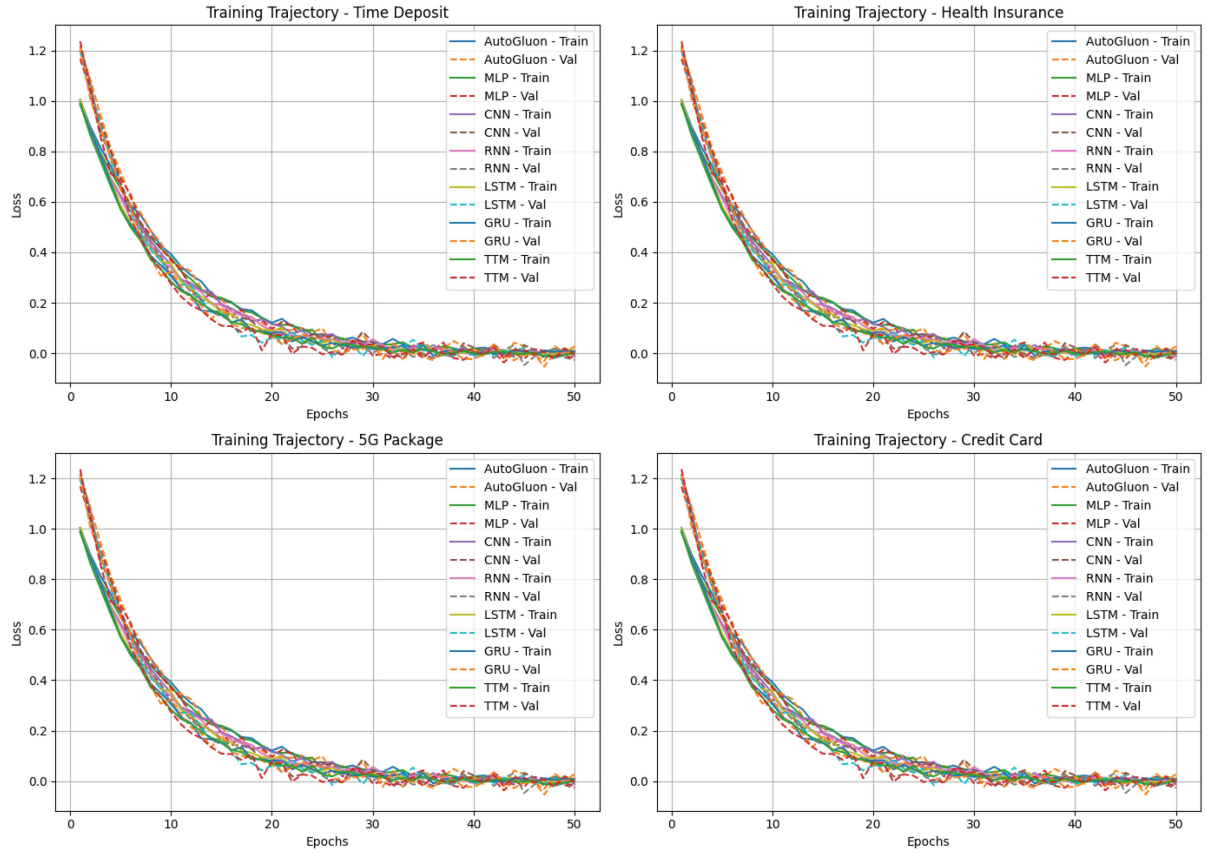 Training Trajectory - Time Deposit
Loss
1.2
1.0
0.8
0.6
0.4
0.2
0.0
0 10 20 30 40 50
Epochs
AutoGluon - Train
AutoGluon - Val
MLP - Train
MLP - Val
CNN - Train
CNN - Val
RNN - Train
RNN - Val
LSTM - Train
LSTM - Val
GRU - Train
GRU - Val
TTM - Train
TTM - Val
Training Trajectory - Health Insurance
Loss
1.2
1.0
0.8
0.6
0.4
0.2
0.0
0 10 20 30 40 50
Epochs
AutoGluon - Train
AutoGluon - Val
MLP - Train
MLP - Val
CNN - Train
CNN - Val
RNN - Train
RNN - Val
LSTM - Train
LSTM - Val
GRU - Train
GRU - Val
TTM - Train
TTM - Val
Training Trajectory - 5G Package
Loss
1.2
1.0
0.8
0.6
0.4
0.2
0.0
0 10 20 30 40 50
Epochs
AutoGluon - Train
AutoGluon - Val
MLP - Train
MLP - Val
CNN - Train
CNN - Val
RNN - Train
RNN - Val
LSTM - Train
LSTM - Val
GRU - Train
GRU - Val
TTM - Train
TTM - Val
Training Trajectory - Credit Card
Loss
1.2
1.0
0.8
0.6
0.4
0.2
0.0
0 10 20 30 40 50
Epochs
AutoGluon - Train
AutoGluon - Val
MLP - Train
MLP - Val
CNN - Train
CNN - Val
RNN - Train
RNN - Val
LSTM - Train
LSTM - Val
GRU - Train
GRU - Val
TTM - Train
TTM - Val